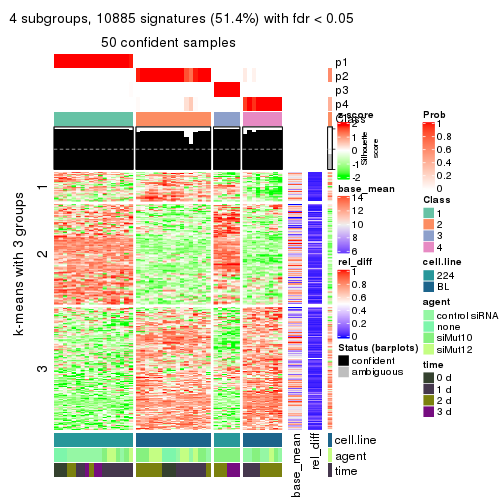 4 subgroups, 10885 signatures (51.4%) with fdr < 0.05
50 confident samples
p1
p2
p3
p4
Class
Silhouette
score
k-means with 3 groups
1
2
3
base_mean
rel_diff
cell.line
agent
time
z-score
2
1
0
-1
-2
base_mean
14
12
10
8
6
rel_diff
1
0.8
0.6
0.4
0.2
0
Status (barplots)
confident
ambiguous
Prob
1
0.8
0.6
0.4
0.2
0
Class
1
2
3
4
cell.line
224
BL
agent
control siRNA
none
siMut10
siMut12
time
0 d
1 d
2 d
3 d